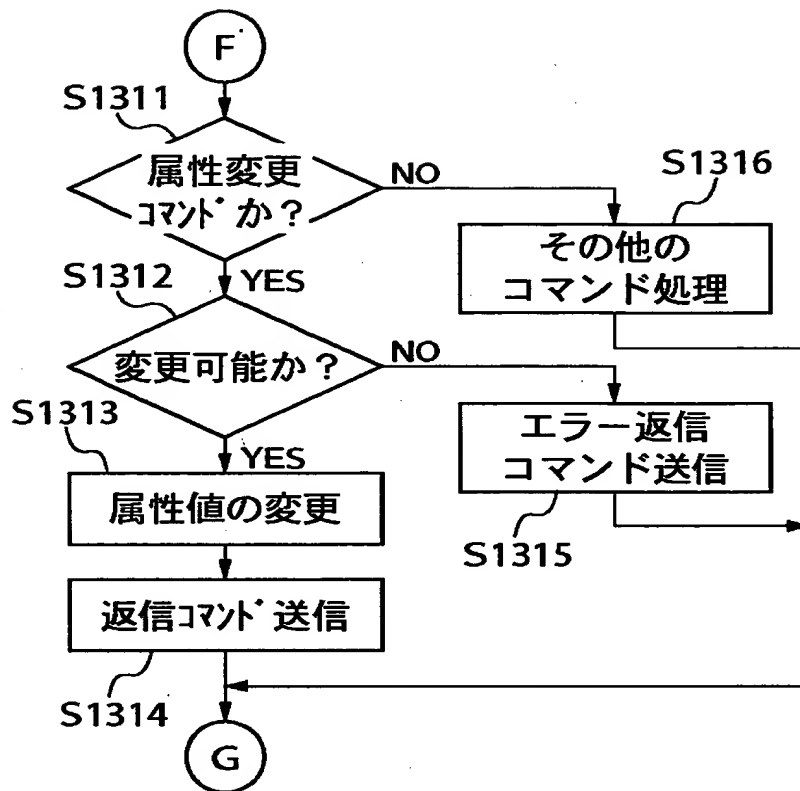 F
S1311
属性変更
ｺﾏﾝﾄﾞか？
NO
S1316
その他の
コマンド処理
S1312
YES
変更可能か？
NO
S1313
エラー返信
コマンド送信
YES
属性値の変更
S1315
返信ｺﾏﾝﾄﾞ送信
S1314
G